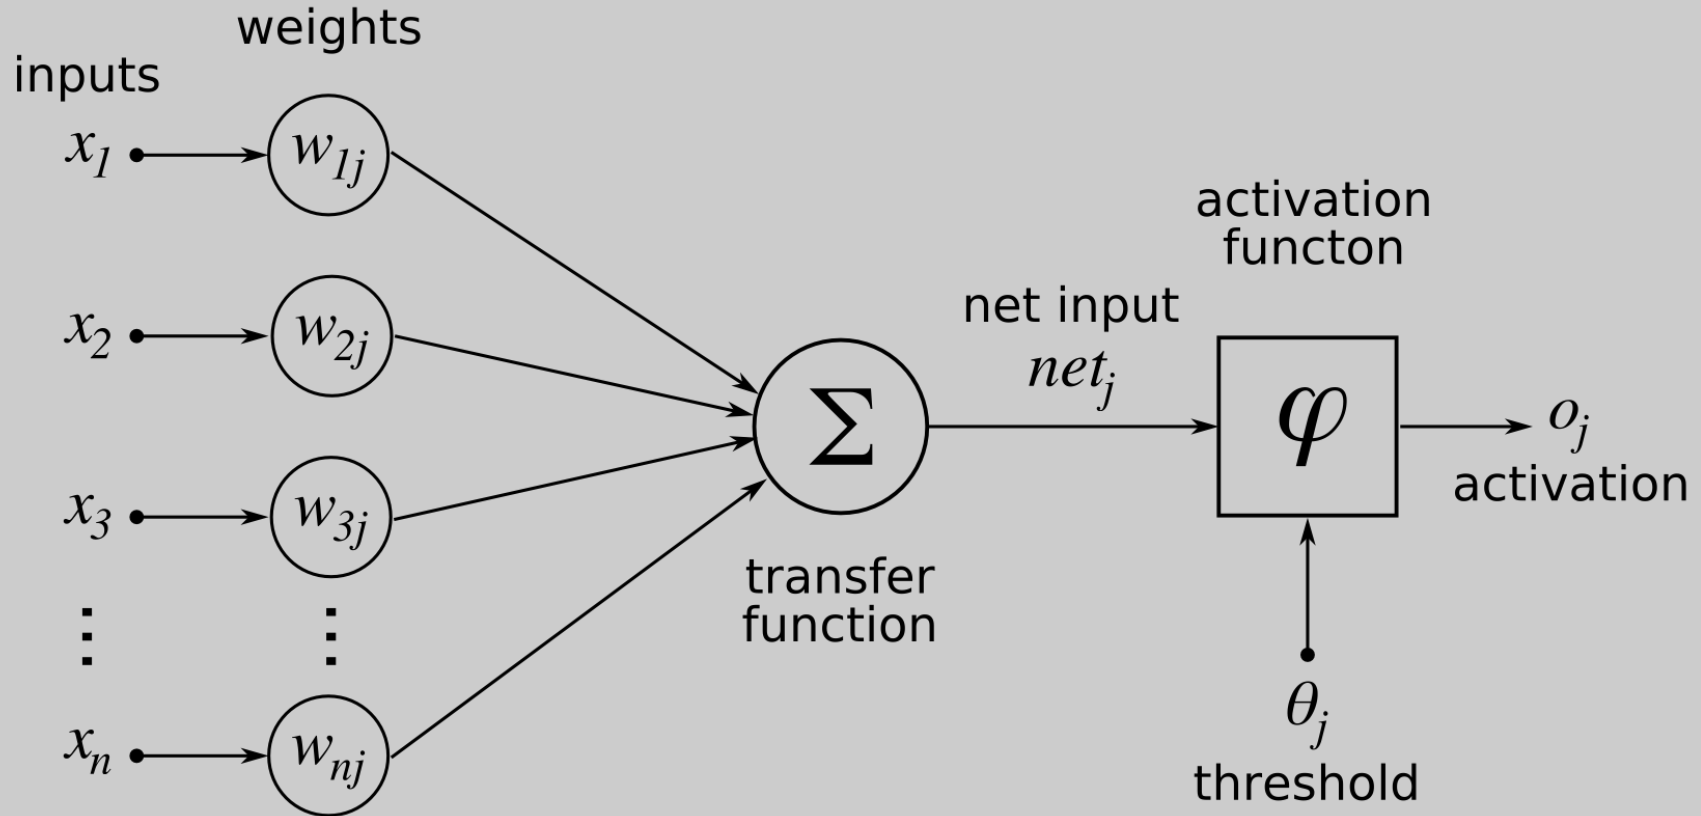 weights
inputs
x1
w1j
x2
w2j
x3
w3j
⋮
⋮
xn
wnj
Σ
transfer
function
net input
netj
activation
functon
φ
oj
activation
θj
threshold